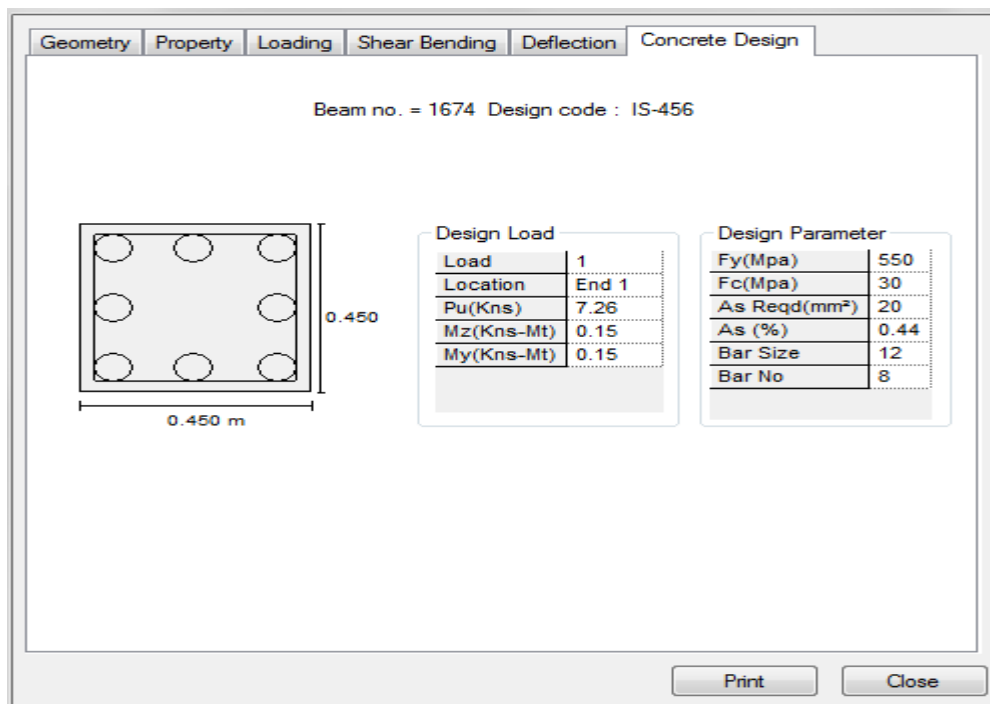 Geometry Property Loading Shear Bending Deflection Concrete Design
Beam no. = 1674 Design code : IS-456
0.450
0.450 m
Design Load
Load 1
Location End 1
Pu(Kns) 7.26
Mz(Kns-Mt) 0.15
My(Kns-Mt) 0.15
Design Parameter
Fy(Mpa) 550
Fc(Mpa) 30
As Reqd(mm²) 20
As (%) 0.44
Bar Size 12
Bar No 8
Print Close